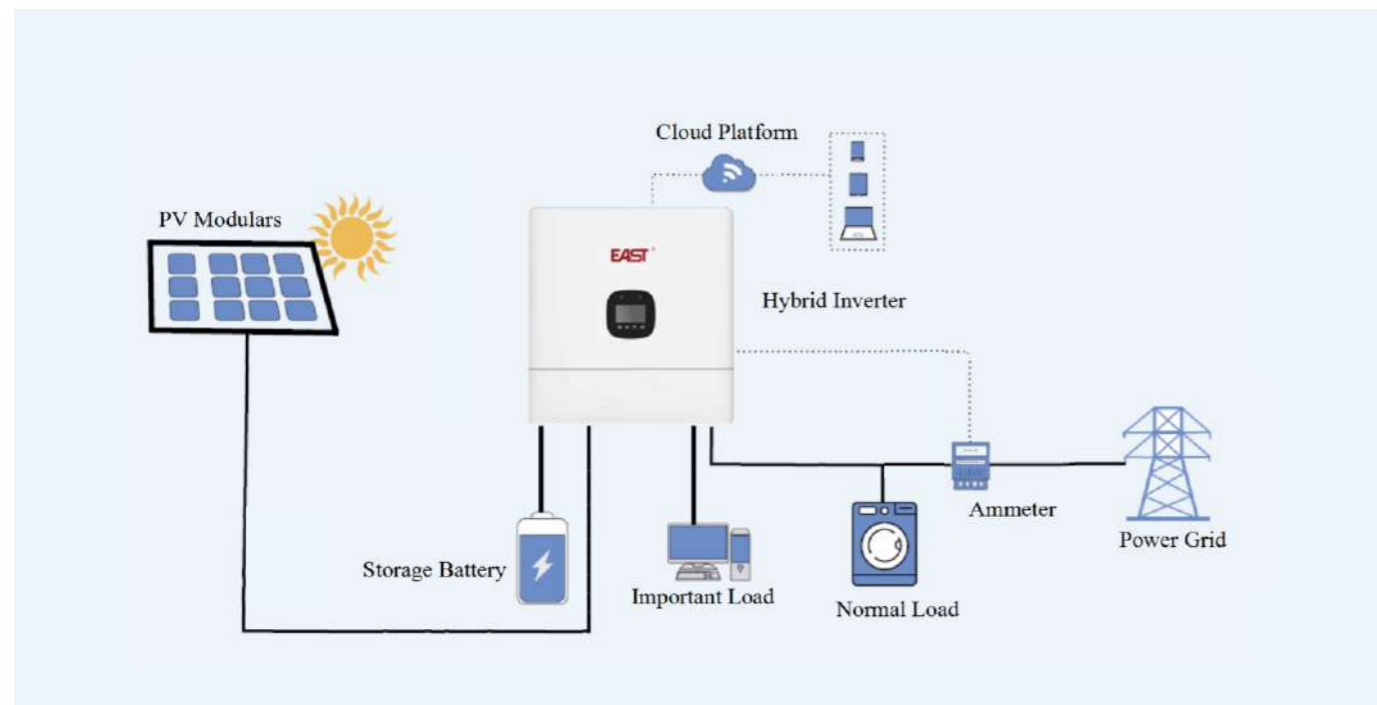 Cloud Platform
PV Modulars
EAST
Hybrid Inverter
Ammeter
Power Grid
Storage Battery
Important Load
Normal Load